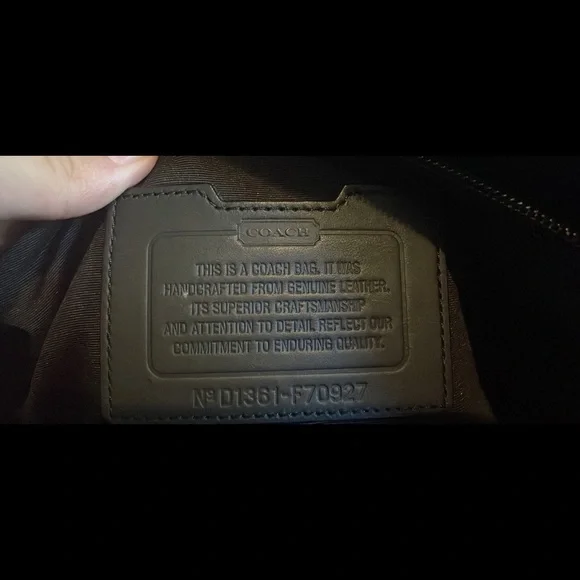 COACH
THIS IS A COACH BAG. IT WAS
HANDCRAFTED FROM GENUINE LEATHER.
ITS SUPERIOR CRAFTSMANSHIP
AND ATTENTION TO DETAIL REFLECT OUR
COMMITMENT TO ENDURING QUALITY.
Nº D1361-F70927